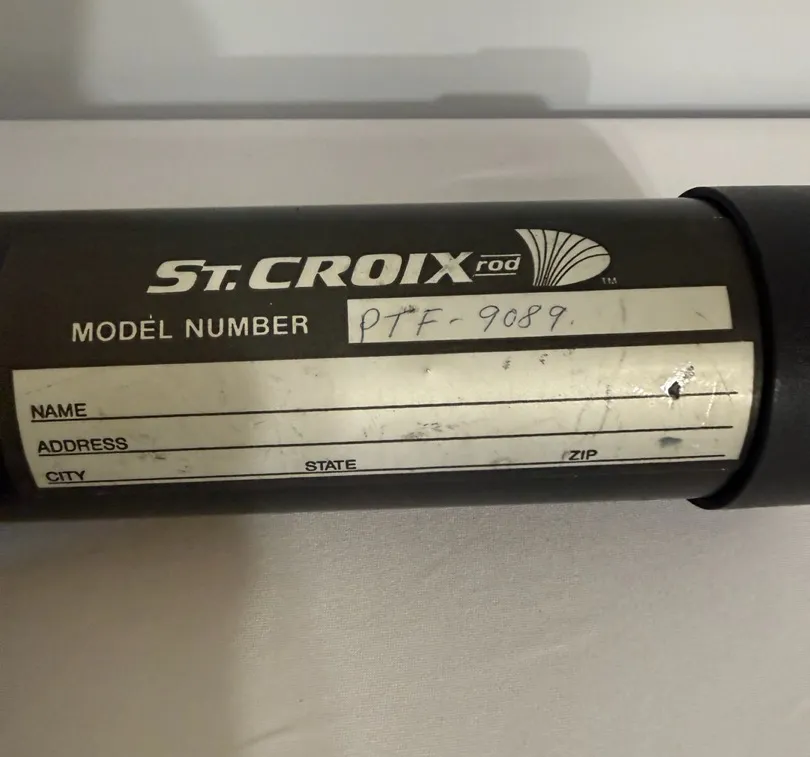 ST. CROIX rod ™
MODEL NUMBER PTF-9089.
NAME
ADDRESS
CITY STATE ZIP